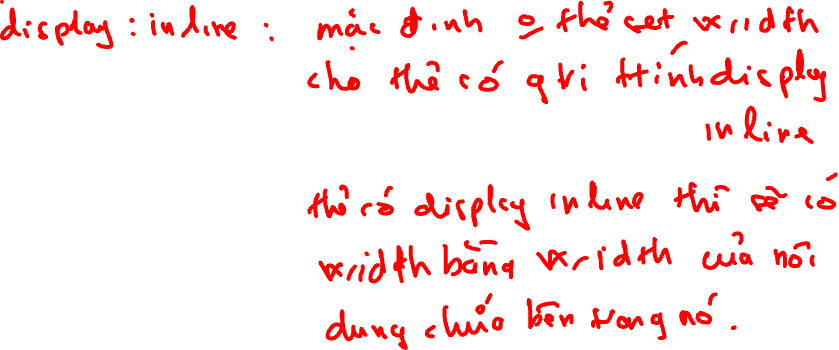 display: inline : mặc định o thể set width
cho thẻ có g trị tính display
inline
thẻ có display inline thì sẽ có
width bằng width của nội
dung chứa bên trong nó.